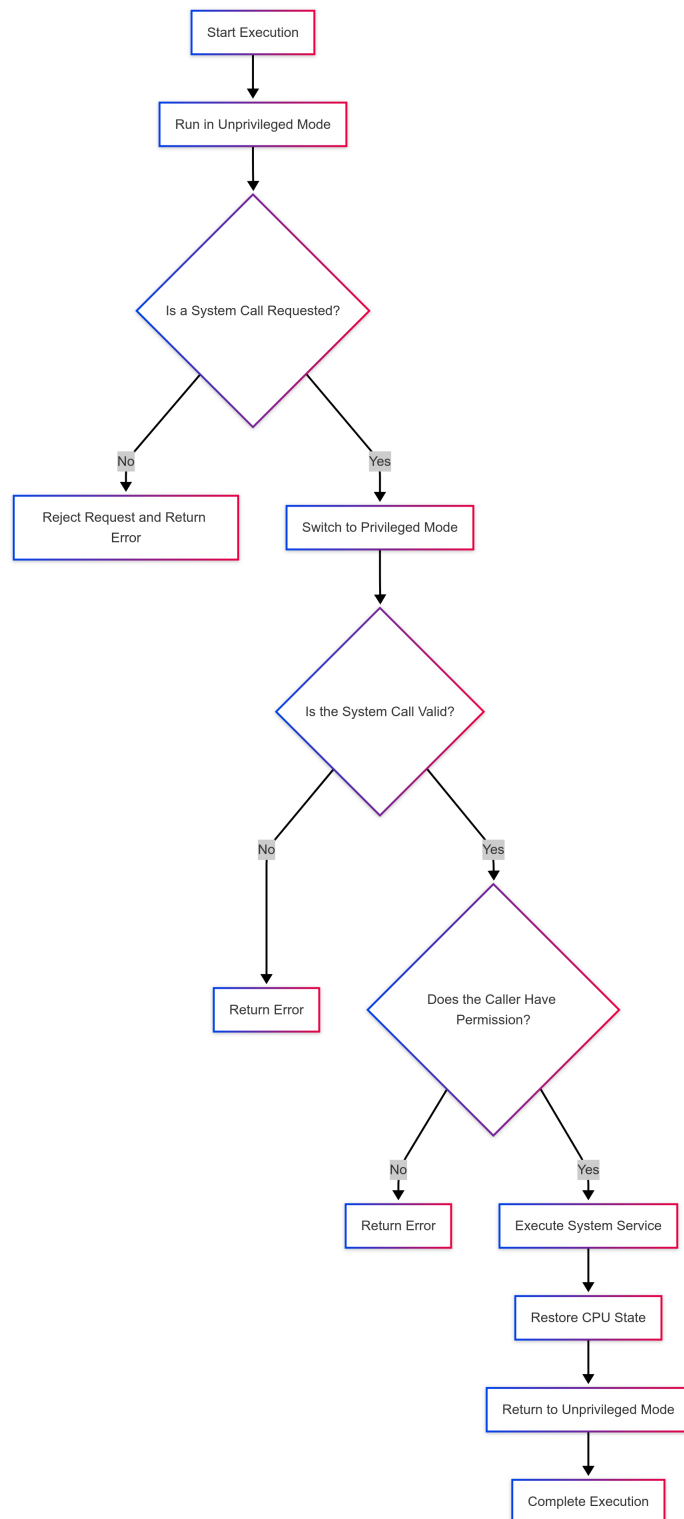 Start Execution
Run in Unprivileged Mode
Is a System Call Requested?
No
Yes
Reject Request and Return
Error
Switch to Privileged Mode
Is the System Call Valid?
No
Yes
Return Error
Does the Caller Have
Permission?
No
Yes
Return Error
Execute System Service
Restore CPU State
Return to Unprivileged Mode
Complete Execution